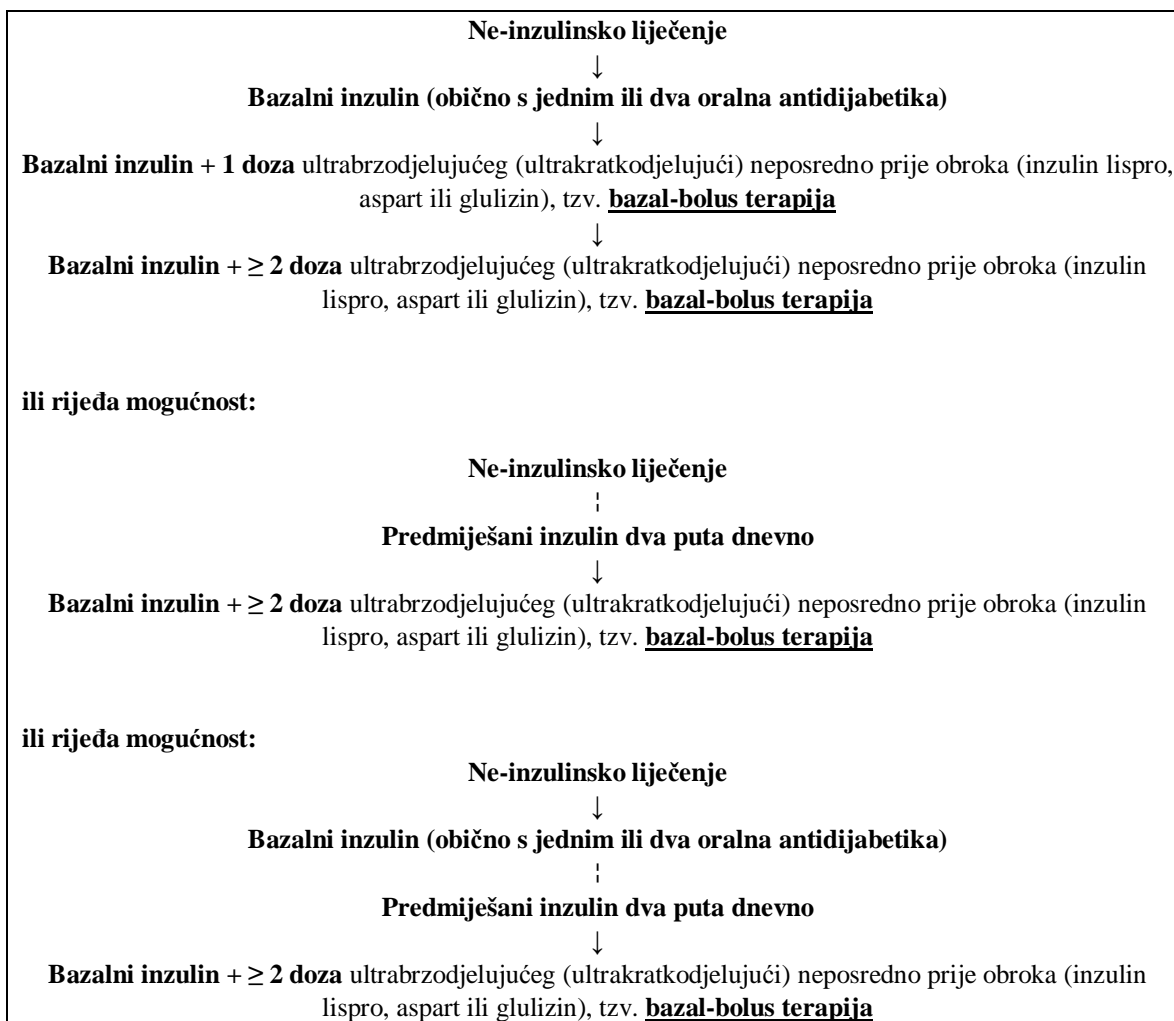 Ne-inzulinsko liječenje
↓
Bazalni inzulin (obično s jednim ili dva oralna antidijabetika)
↓
Bazalni inzulin + 1 doza ultrabrzodjelujućeg (ultrakratkodjelujući) neposredno prije obroka (inzulin lispro,
aspart ili glulizin), tzv. bazal-bolus terapija
↓
Bazalni inzulin + ≥ 2 doza ultrabrzodjelujućeg (ultrakratkodjelujući) neposredno prije obroka (inzulin
lispro, aspart ili glulizin), tzv. bazal-bolus terapija
ili rijeđa mogućnost:
Ne-inzulinsko liječenje
¦
Predmiješani inzulin dva puta dnevno
↓
Bazalni inzulin + ≥ 2 doza ultrabrzodjelujućeg (ultrakratkodjelujući) neposredno prije obroka (inzulin
lispro, aspart ili glulizin), tzv. bazal-bolus terapija
ili rijeđa mogućnost:
Ne-inzulinsko liječenje
↓
Bazalni inzulin (obično s jednim ili dva oralna antidijabetika)
¦
Predmiješani inzulin dva puta dnevno
↓
Bazalni inzulin + ≥ 2 doza ultrabrzodjelujućeg (ultrakratkodjelujući) neposredno prije obroka (inzulin
lispro, aspart ili glulizin), tzv. bazal-bolus terapija